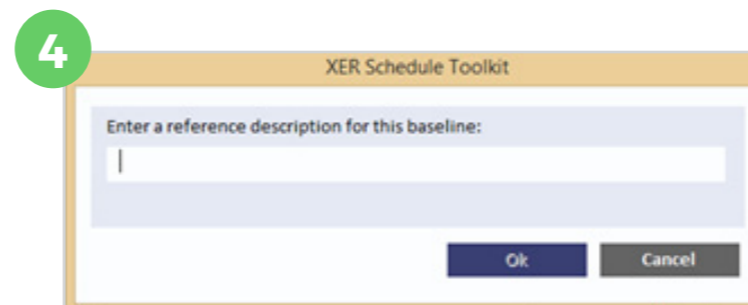 4
XER Schedule Toolkit
Enter a reference description for this baseline:
Ok Cancel